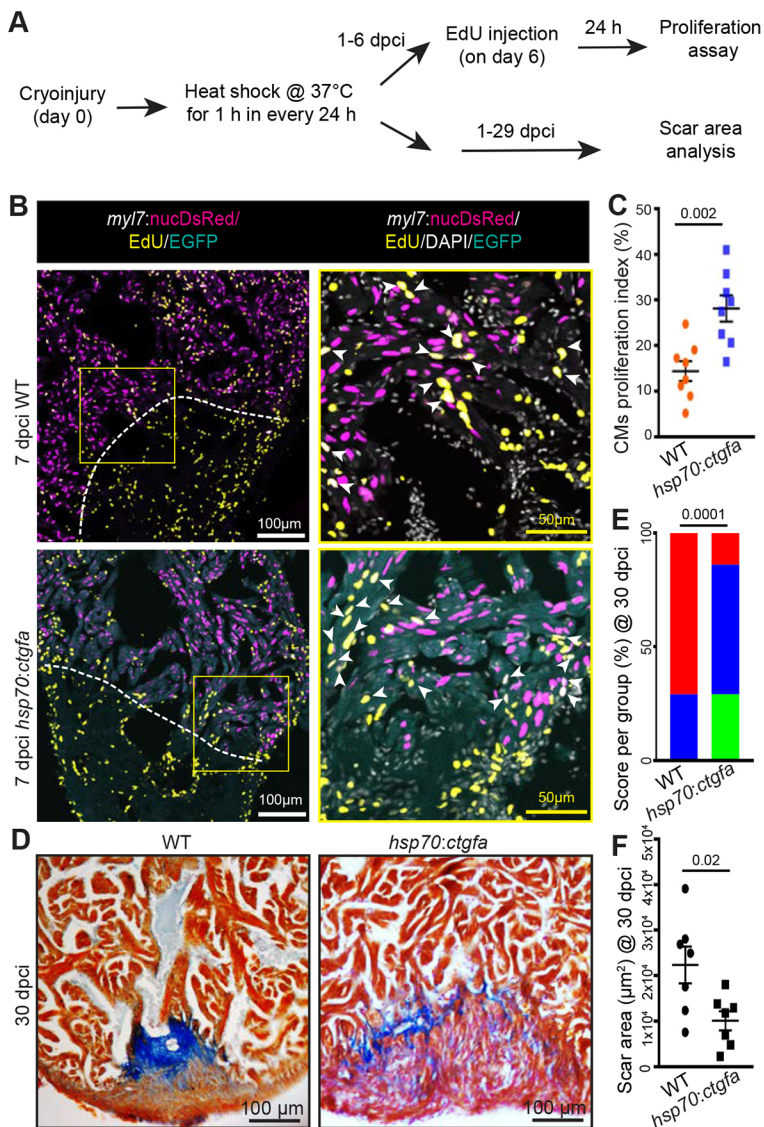 A
Cryoinjury
(day 0)
Heat shock @ 37°C
for 1 h in every 24 h
1-6 dpci
EdU injection
(on day 6)
24 h
Proliferation
assay
1-29 dpci
Scar area
analysis
B
myl7:nucDsRed/
EdU/EGFP
myl7:nucDsRed/
EdU/DAPI/EGFP
7 dpci WT
100µm
50µm
7 dpci hsp70:ctgfa
100µm
50µm
C
CMs proliferation index (%)
50
40
30
20
10
0
0.002
WT
hsp70:ctgfa
E
Score per group (%) @ 30 dpci
100
50
0
0.0001
WT
hsp70:ctgfa
D
WT
hsp70:ctgfa
30 dpci
100 µm
100 µm
F
Scar area (µm²) @ 30 dpci
5x10⁴
4x10⁴
3x10⁴
2x10⁴
1x10⁴
0
0.02
WT
hsp70:ctgfa